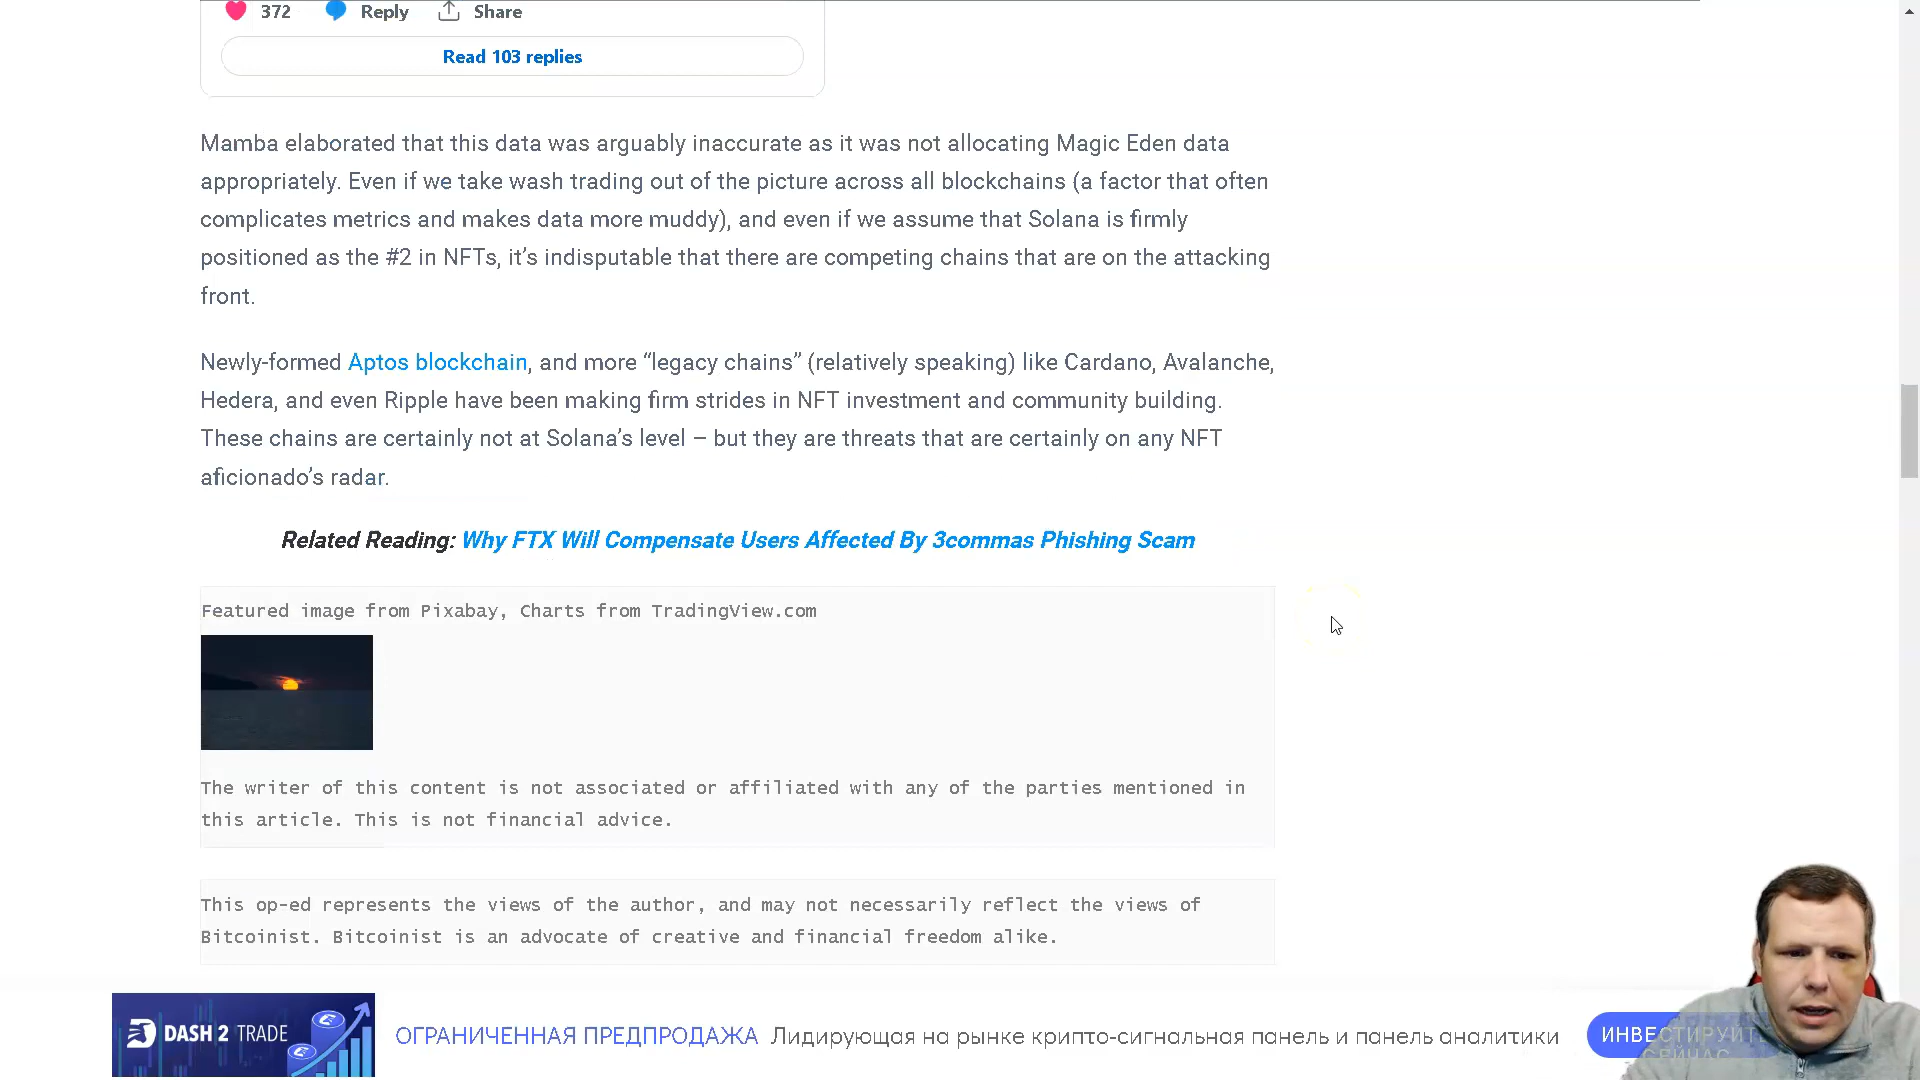 372 Reply Share
Read 103 replies
Mamba elaborated that this data was arguably inaccurate as it was not allocating Magic Eden data
appropriately. Even if we take wash trading out of the picture across all blockchains (a factor that often
complicates metrics and makes data more muddy), and even if we assume that Solana is firmly
positioned as the #2 in NFTs, it’s indisputable that there are competing chains that are on the attacking
front.
Newly-formed Aptos blockchain, and more “legacy chains” (relatively speaking) like Cardano, Avalanche,
Hedera, and even Ripple have been making firm strides in NFT investment and community building.
These chains are certainly not at Solana’s level – but they are threats that are certainly on any NFT
aficionado’s radar.
Related Reading: Why FTX Will Compensate Users Affected By 3commas Phishing Scam
Featured image from Pixabay, Charts from TradingView.com
The writer of this content is not associated or affiliated with any of the parties mentioned in
this article. This is not financial advice.
This op-ed represents the views of the author, and may not necessarily reflect the views of
Bitcoinist. Bitcoinist is an advocate of creative and financial freedom alike.
DASH 2 TRADE ОГРАНИЧЕННАЯ ПРЕДПРОДАЖА Лидирующая на рынке крипто-сигнальная панель и панель аналитики ИНВЕСТИРУЙТЕ
СЕЙЧАС